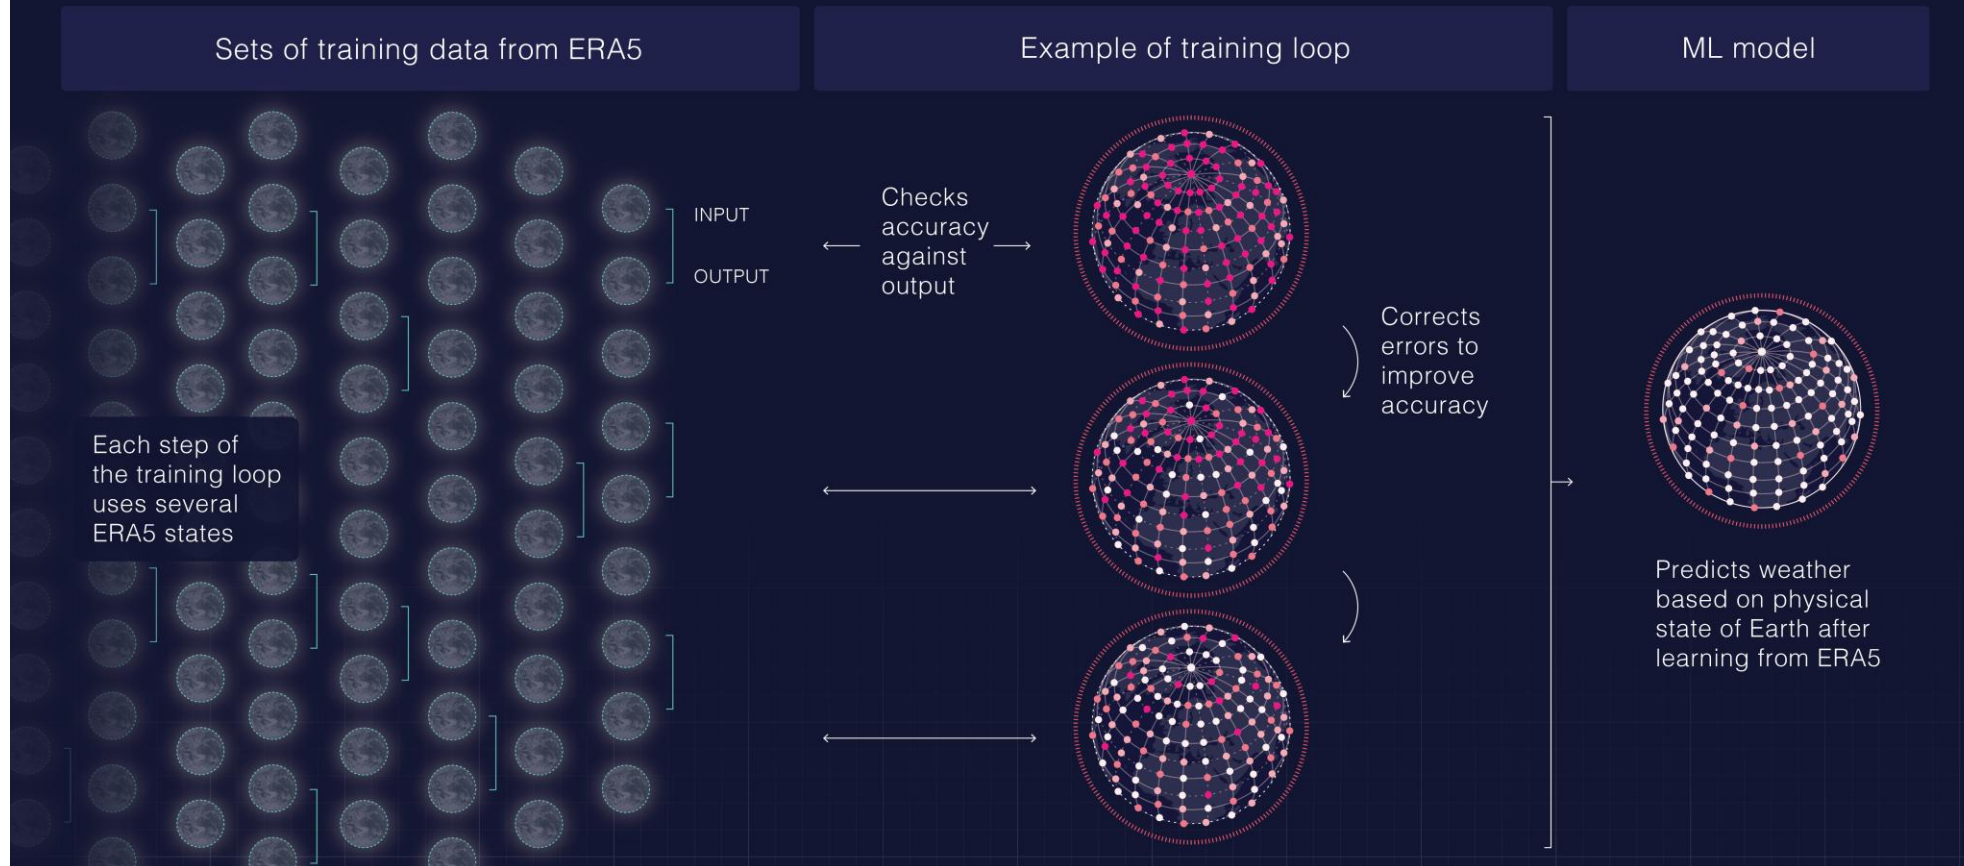 Sets of training data from ERA5
Example of training loop
ML model
INPUT
OUTPUT
Checks
accuracy
against
output
Corrects
errors to
improve
accuracy
Each step of
the training loop
uses several
ERA5 states
Predicts weather
based on physical
state of Earth after
learning from ERA5